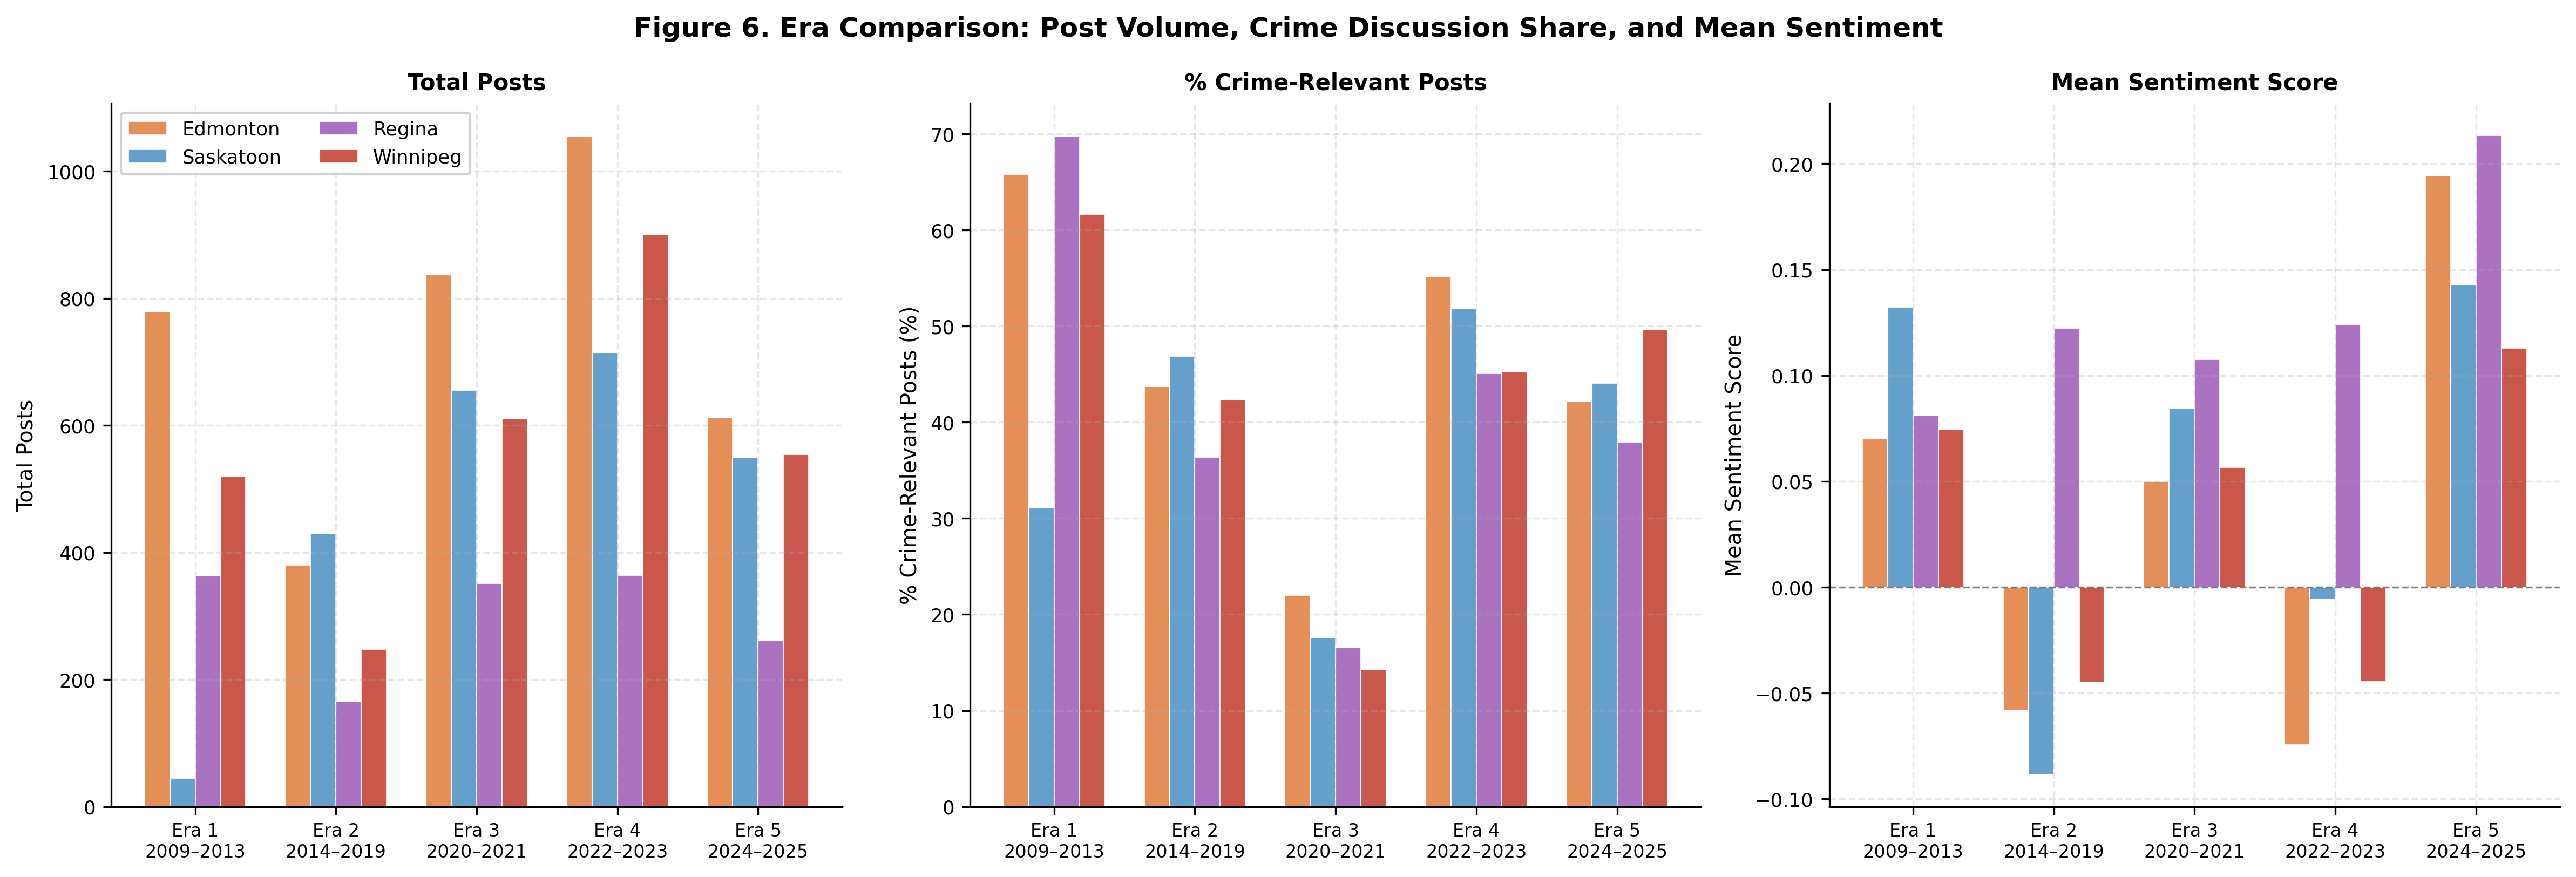 Figure 6. Era Comparison: Post Volume, Crime Discussion Share, and Mean Sentiment
Total Posts
Edmonton
Saskatoon
Regina
Winnipeg
Total Posts
1000
800
600
400
200
0
Era 1
2009–2013
Era 2
2014–2019
Era 3
2020–2021
Era 4
2022–2023
Era 5
2024–2025
% Crime-Relevant Posts
% Crime-Relevant Posts (%)
70
60
50
40
30
20
10
0
Era 1
2009–2013
Era 2
2014–2019
Era 3
2020–2021
Era 4
2022–2023
Era 5
2024–2025
Mean Sentiment Score
Mean Sentiment Score
0.20
0.15
0.10
0.05
0.00
−0.05
−0.10
Era 1
2009–2013
Era 2
2014–2019
Era 3
2020–2021
Era 4
2022–2023
Era 5
2024–2025